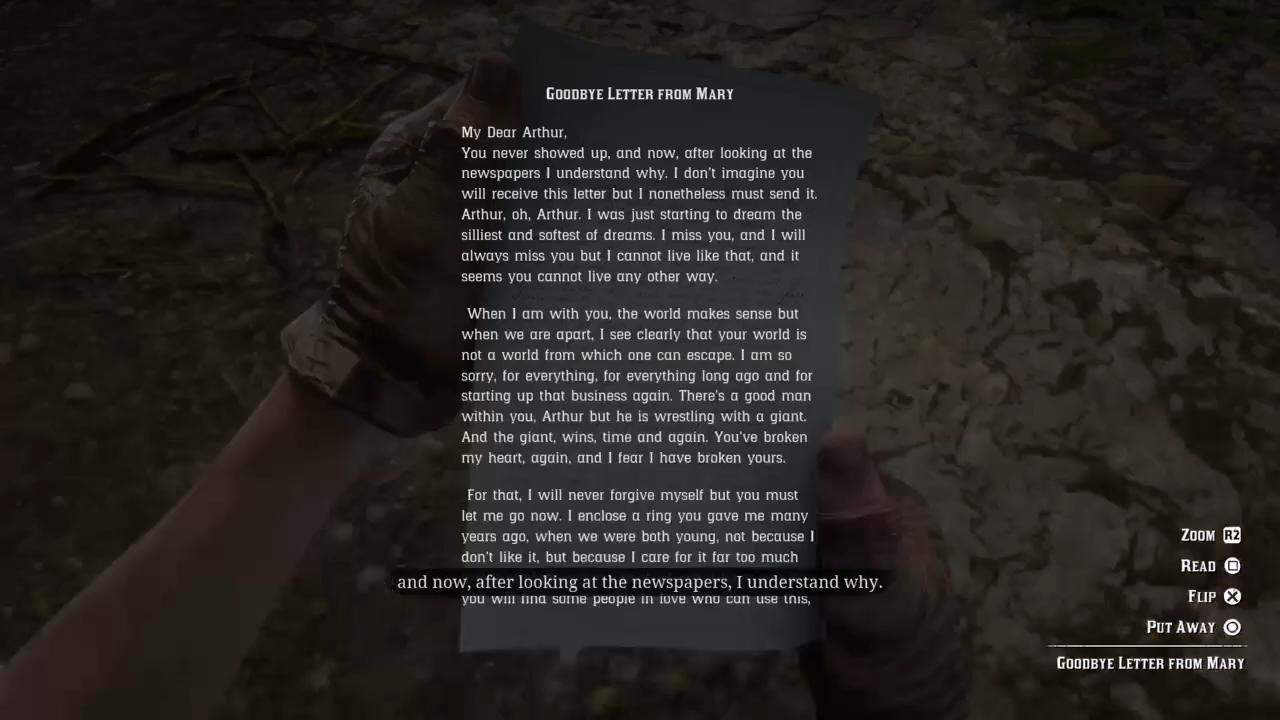 Goodbye Letter from Mary
My Dear Arthur,
You never showed up, and now, after looking at the
newspapers I understand why. I don't imagine you
will receive this letter but I nonetheless must send it.
Arthur, oh, Arthur. I was just starting to dream the
silliest and softest of dreams. I miss you, and I will
always miss you but I cannot live like that, and it
seems you cannot live any other way.
When I am with you, the world makes sense but
when we are apart, I see clearly that your world is
not a world from which one can escape. I am so
sorry, for everything, for everything long ago and for
starting up that business again. There's a good man
within you, Arthur but he is wrestling with a giant.
And the giant, wins, time and again. You've broken
my heart, again, and I fear I have broken yours.
For that, I will never forgive myself but you must
let me go now. I enclose a ring you gave me many
years ago, when we were both young, not because I
don't like it, but because I care for it far too much
and now, after looking at the newspapers, I understand why.
you will find some people in love who can use this,
Zoom R2
Read
Flip
Put Away
Goodbye Letter from Mary